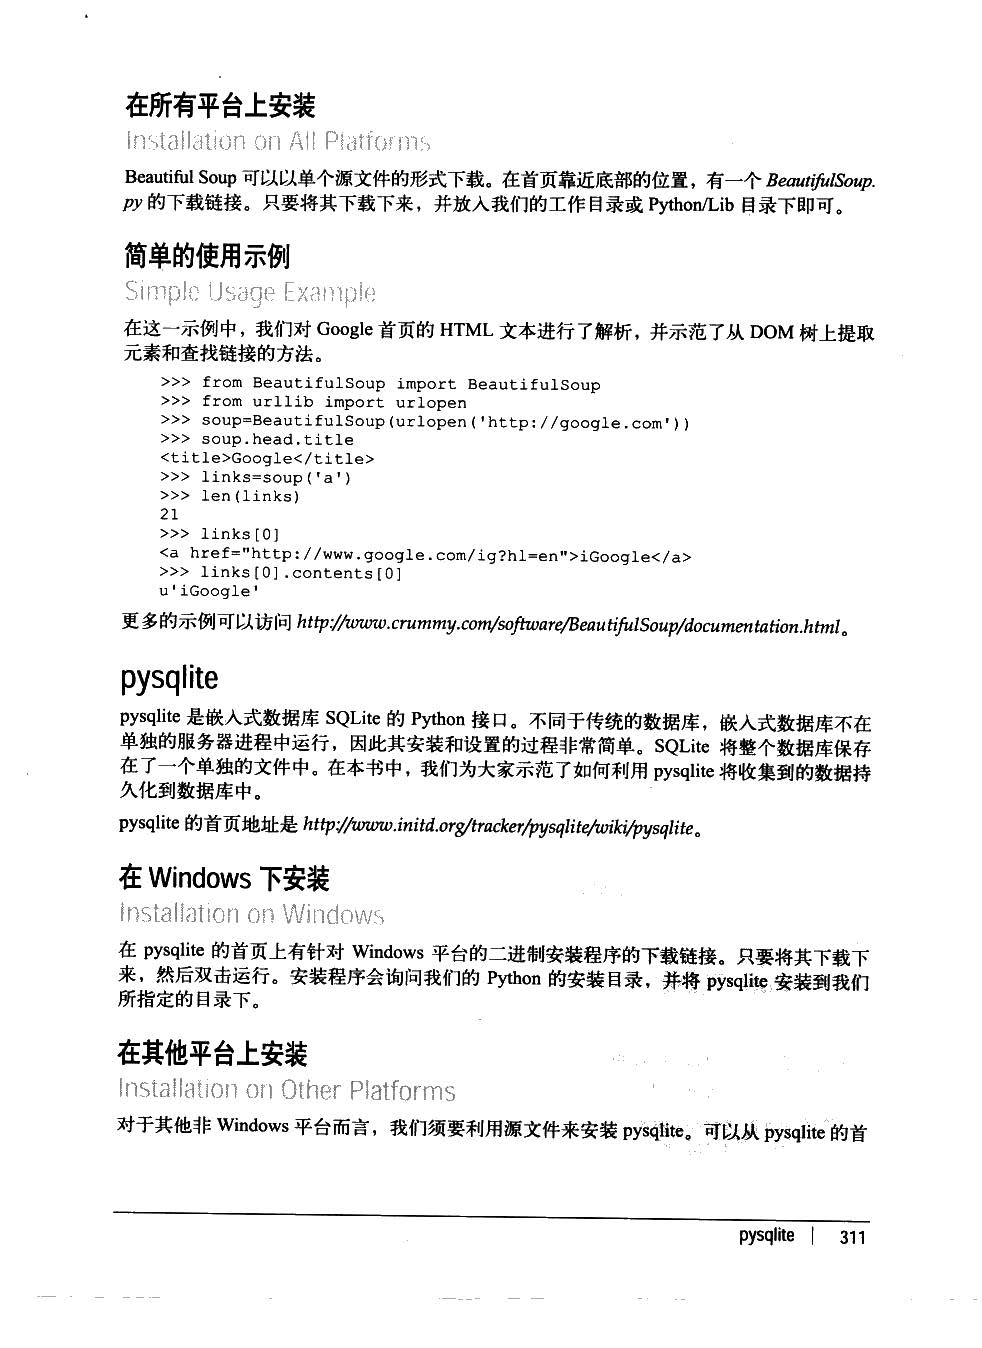 在所有平台上安装
Installation on All Platforms
Beautiful Soup 可以以单个源文件的形式下载。在首页靠近底部的位置，有一个 BeautifulSoup.
py 的下载链接。只要将其下载下来，并放入我们的工作目录或 Python/Lib 目录下即可。
简单的使用示例
Simple Usage Example
在这一示例中，我们对 Google 首页的 HTML 文本进行了解析，并示范了从 DOM 树上提取
元素和查找链接的方法。
>>> from BeautifulSoup import BeautifulSoup
>>> from urllib import urlopen
>>> soup=BeautifulSoup(urlopen('http://google.com'))
>>> soup.head.title
<title>Google</title>
>>> links=soup('a')
>>> len(links)
21
>>> links[0]
<a href="http://www.google.com/ig?hl=en">iGoogle</a>
>>> links[0].contents[0]
u'iGoogle'
更多的示例可以访问 http://www.crummy.com/software/BeautifulSoup/documentation.html。
pysqlite
pysqlite 是嵌入式数据库 SQLite 的 Python 接口。不同于传统的数据库，嵌入式数据库不在
单独的服务器进程中运行，因此其安装和设置的过程非常简单。SQLite 将整个数据库保存
在了一个单独的文件中。在本书中，我们为大家示范了如何利用 pysqlite 将收集到的数据持
久化到数据库中。
pysqlite 的首页地址是 http://www.initd.org/tracker/pysqlite/wiki/pysqlite。
在 Windows 下安装
Installation on Windows
在 pysqlite 的首页上有针对 Windows 平台的二进制安装程序的下载链接。只要将其下载下
来，然后双击运行。安装程序会询问我们的 Python 的安装目录，并将 pysqlite 安装到我们
所指定的目录下。
在其他平台上安装
Installation on Other Platforms
对于其他非 Windows 平台而言，我们须要利用源文件来安装 pysqlite。可以从 pysqlite 的首
pysqlite | 311